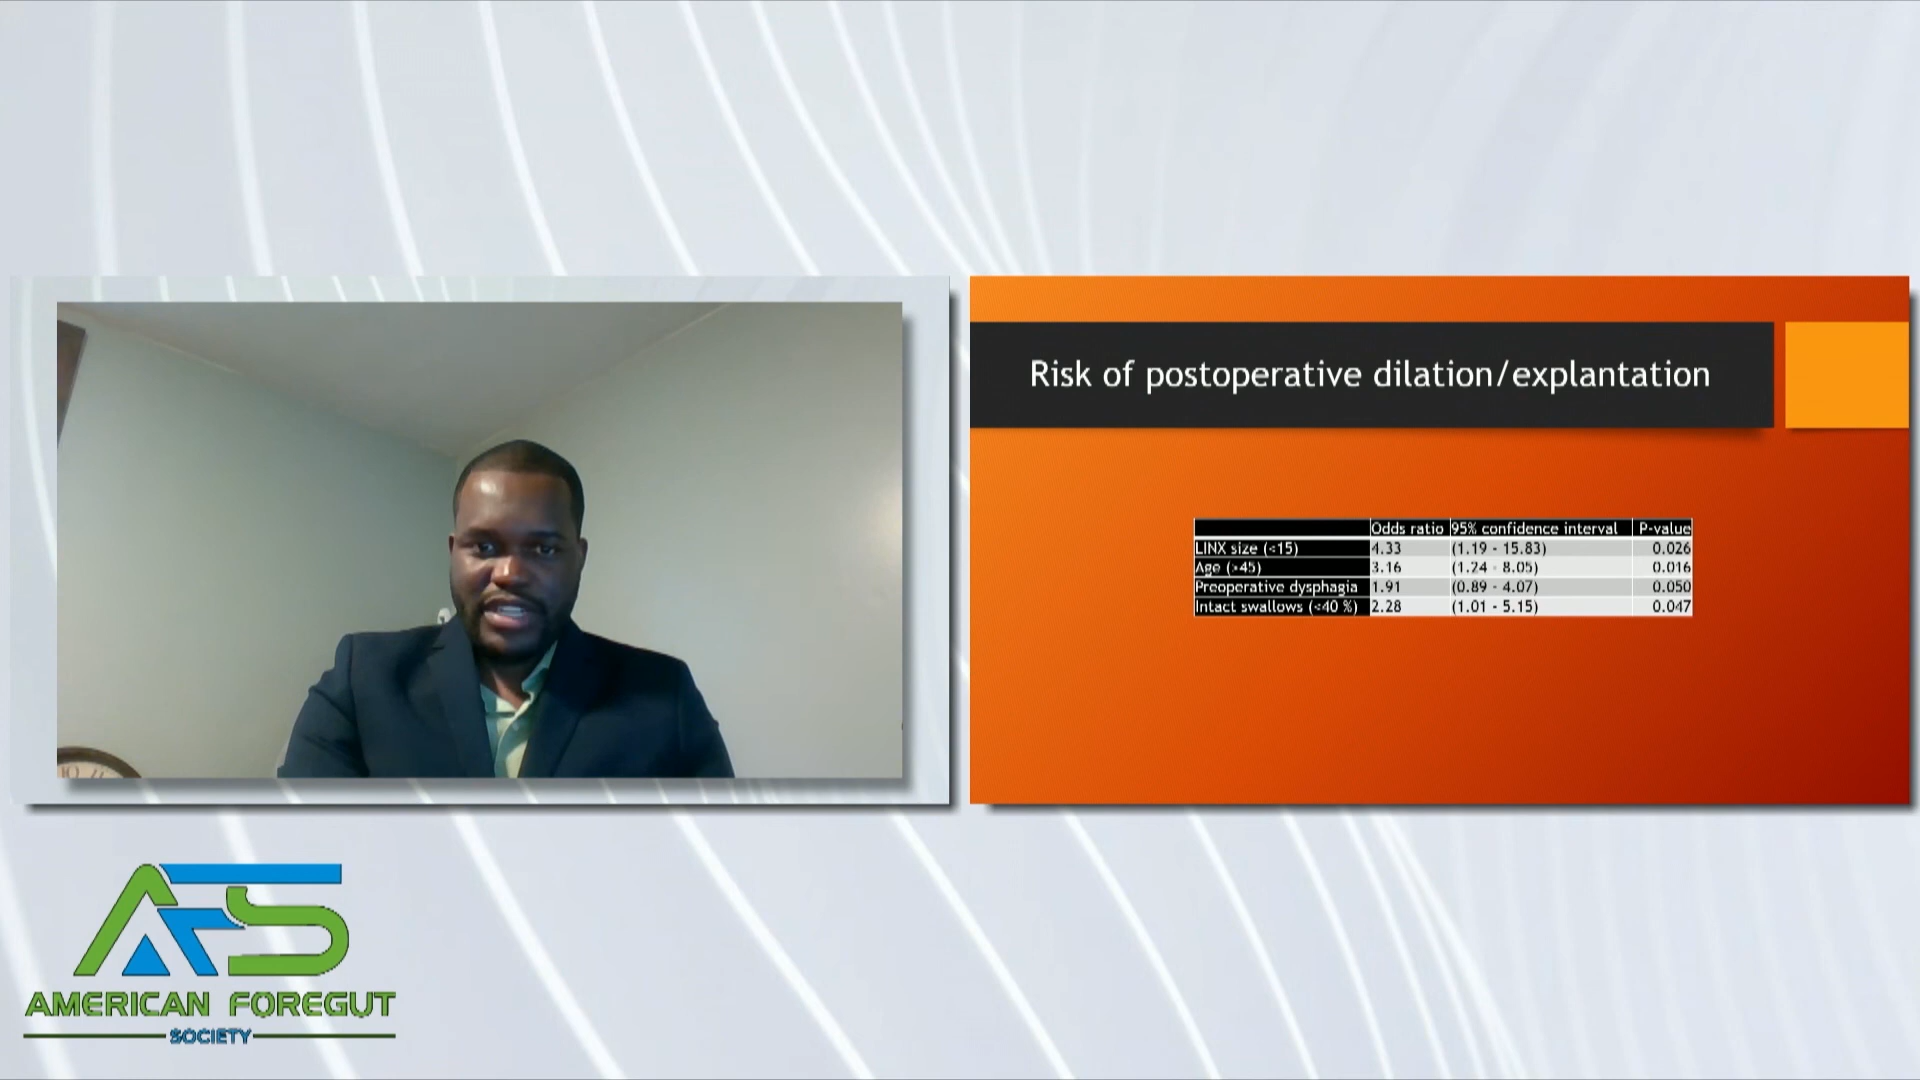 Risk of postoperative dilation/explantation
Odds ratio 95% confidence interval P-value
LINX size (<15) 4.33 (1.19 - 15.83) 0.026
Age (>45) 3.16 (1.24 - 8.05) 0.016
Preoperative dysphagia 1.91 (0.89 - 4.07) 0.050
Intact swallows (<40 %) 2.28 (1.01 - 5.15) 0.047
AFS
AMERICAN FOREGUT
SOCIETY